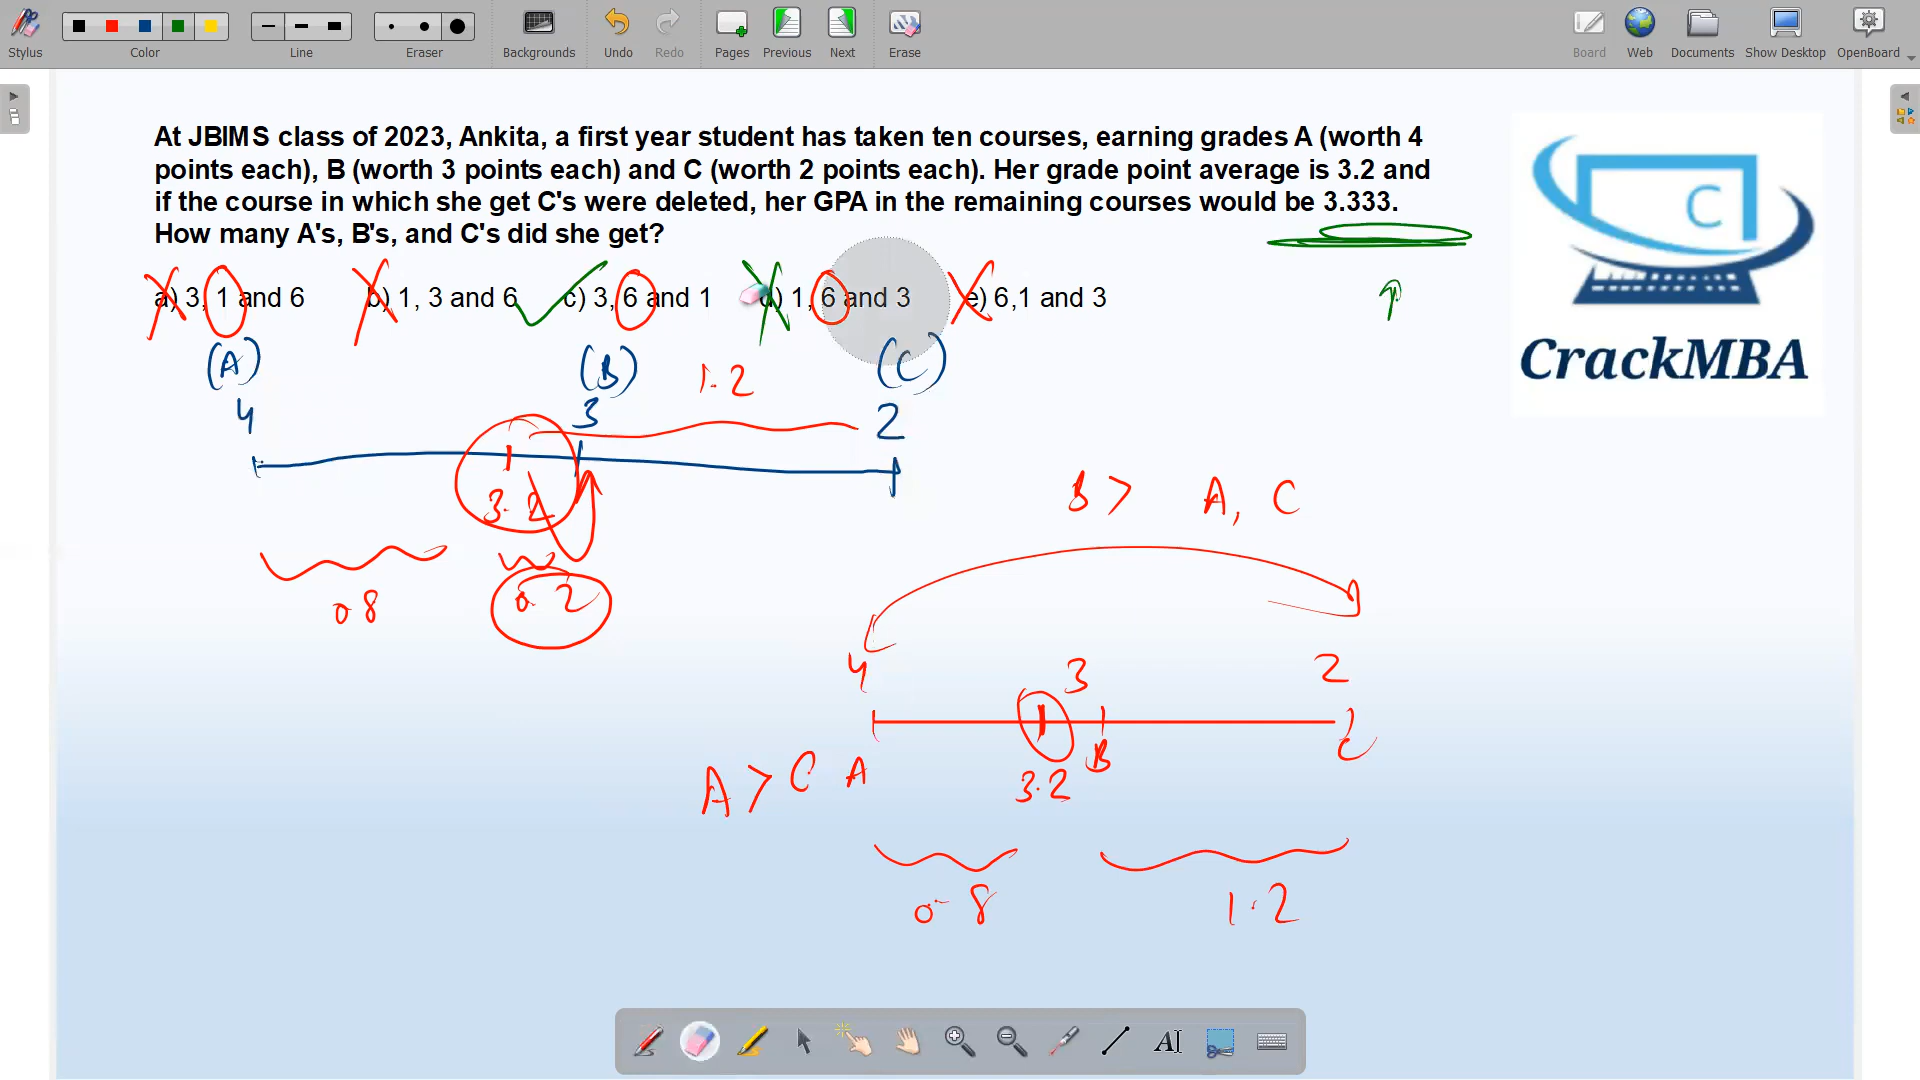 Stylus Color Line Eraser Backgrounds Undo Redo Pages Previous Next Erase Board Web Documents Show Desktop OpenBoard
At JBIMS class of 2023, Ankita, a first year student has taken ten courses, earning grades A (worth 4
points each), B (worth 3 points each) and C (worth 2 points each). Her grade point average is 3.2 and
if the course in which she get C's were deleted, her GPA in the remaining courses would be 3.333.
How many A's, B's, and C's did she get?
a) 3, 1 and 6 b) 1, 3 and 6 c) 3, 6 and 1 d) 1, 6 and 3 e) 6,1 and 3
C
CrackMBA
(A) (B) 1.2 (C)
4 3 2
3.2
B > A, C
0.8 0.2
4 3 2
A > C A 3.2 B C
0.8 1.2
AI